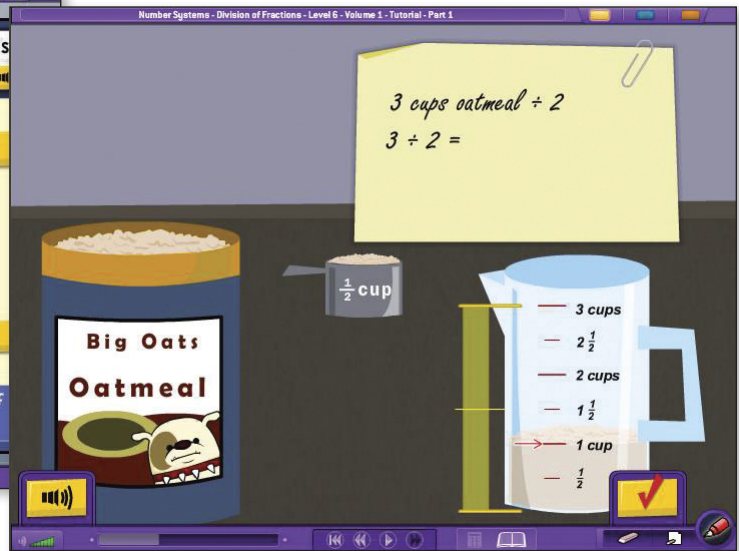 Number Systems - Division of Fractions - Level 6 - Volume 1 - Tutorial - Part 1
3 cups oatmeal ÷ 2
3 ÷ 2 =
1/2 cup
Big Oats
Oatmeal
3 cups
2 1/2
2 cups
1 1/2
1 cup
1/2